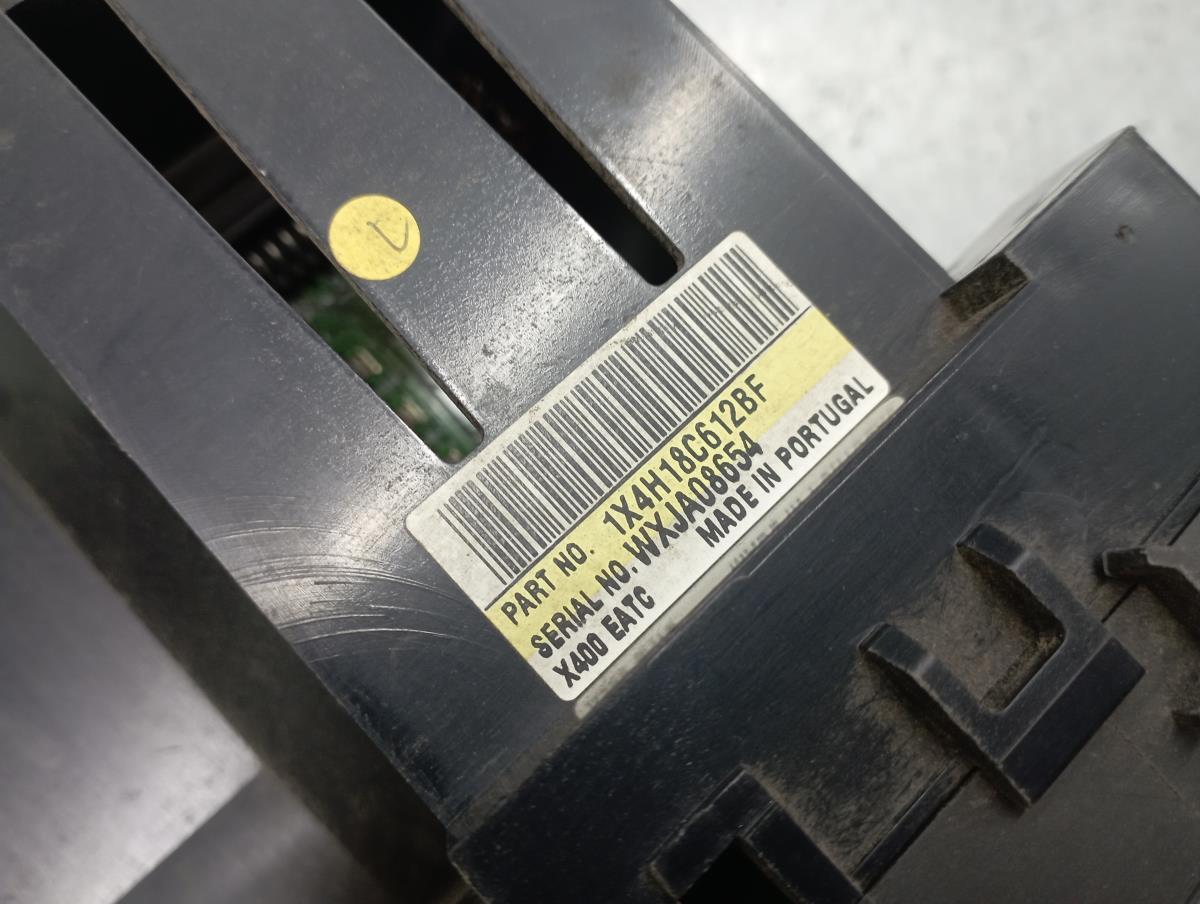 PART NO. 1X4H18C612BF
SERIAL NO. WXJA08654
X400 EATC MADE IN PORTUGAL